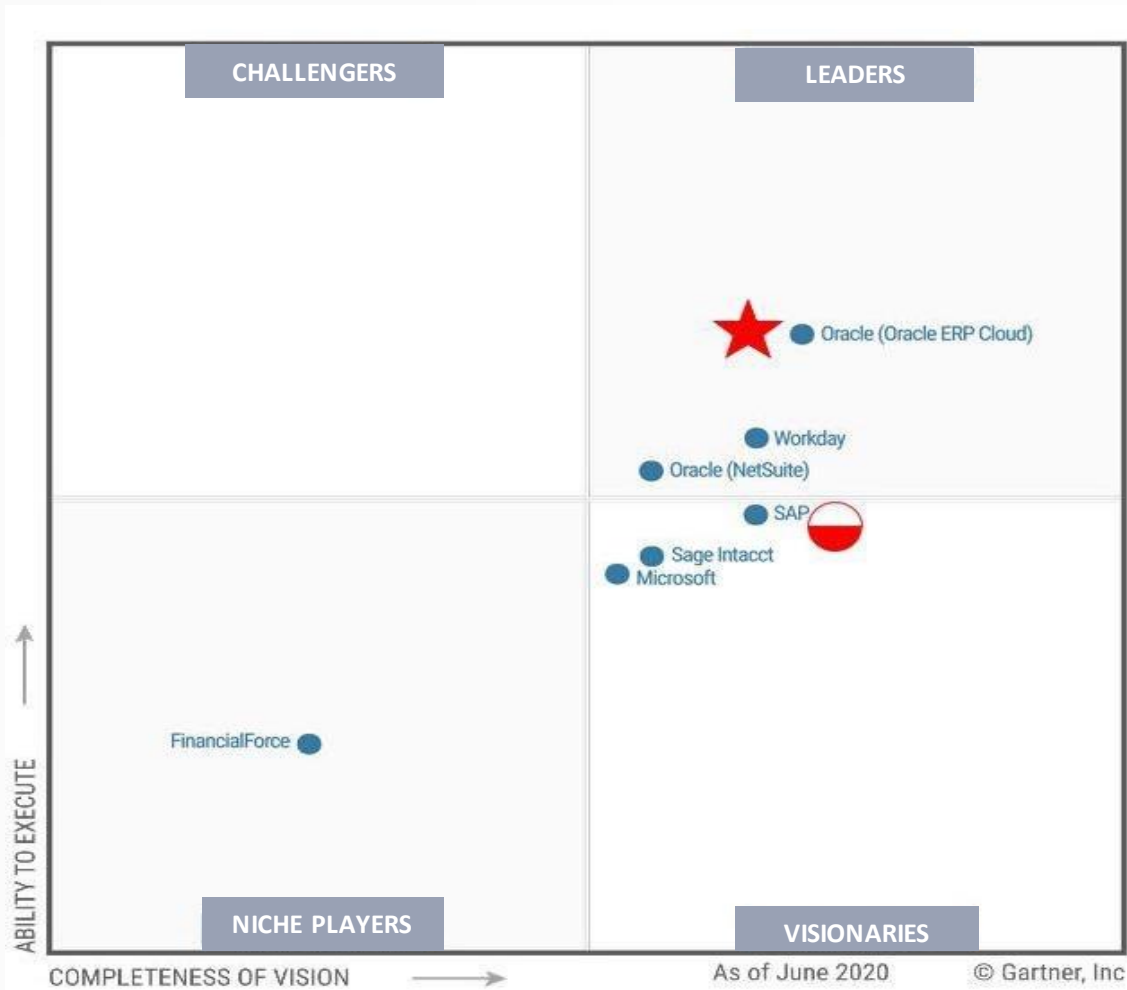 CHALLENGERS
LEADERS
Oracle (Oracle ERP Cloud)
Workday
Oracle (NetSuite)
SAP
Sage Intacct
Microsoft
FinancialForce
ABILITY TO EXECUTE
NICHE PLAYERS
VISIONARIES
COMPLETENESS OF VISION
As of June 2020
© Gartner, Inc